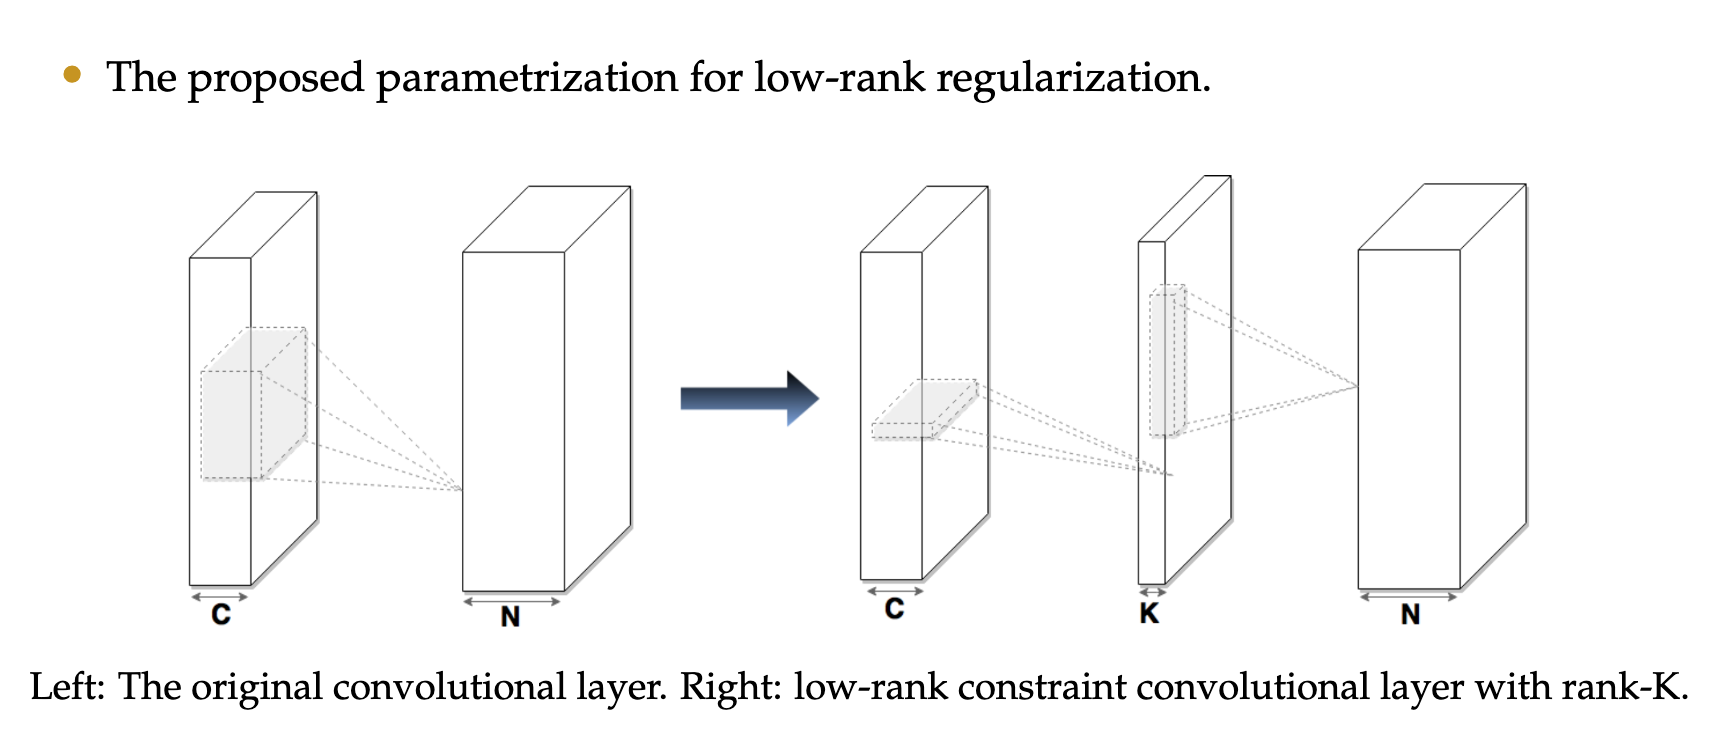 • The proposed parametrization for low-rank regularization.
C
N
C
K
N
Left: The original convolutional layer. Right: low-rank constraint convolutional layer with rank-K.